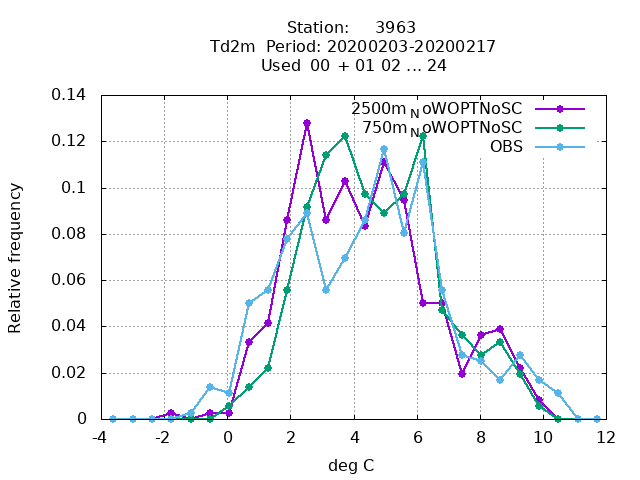 Station: 3963
Td2m Period: 20200203-20200217
Used 00 + 01 02 ... 24
0.14
0.12
0.1
0.08
0.06
0.04
0.02
0
Relative frequency
2500m_NoWOPTNoSC
750m_NoWOPTNoSC
OBS
-4 -2 0 2 4 6 8 10 12
deg C